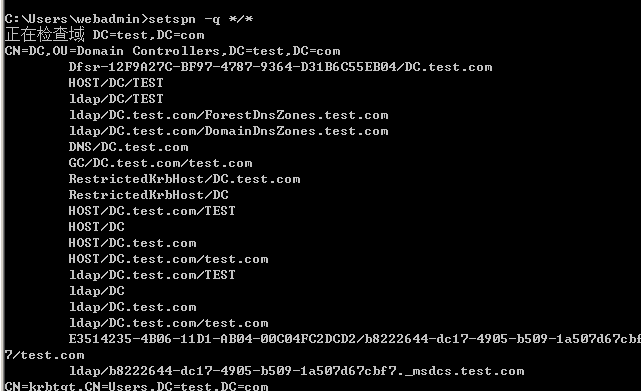 C:\Users\webadmin>setspn -q */*
正在检查域 DC=test,DC=com
CN=DC,OU=Domain Controllers,DC=test,DC=com
Dfsr-12F9A27C-BF97-4787-9364-D31B6C55EB04/DC.test.com
HOST/DC/TEST
ldap/DC/TEST
ldap/DC.test.com/ForestDnsZones.test.com
ldap/DC.test.com/DomainDnsZones.test.com
DNS/DC.test.com
GC/DC.test.com/test.com
RestrictedKrbHost/DC.test.com
RestrictedKrbHost/DC
HOST/DC.test.com/TEST
HOST/DC
HOST/DC.test.com
HOST/DC.test.com/test.com
ldap/DC.test.com/TEST
ldap/DC
ldap/DC.test.com
ldap/DC.test.com/test.com
E3514235-4B06-11D1-AB04-00C04FC2DCD2/b8222644-dc17-4905-b509-1a507d67cbf
7/test.com
ldap/b8222644-dc17-4905-b509-1a507d67cbf7._msdcs.test.com
CN=krbtgt,CN=Users,DC=test,DC=com